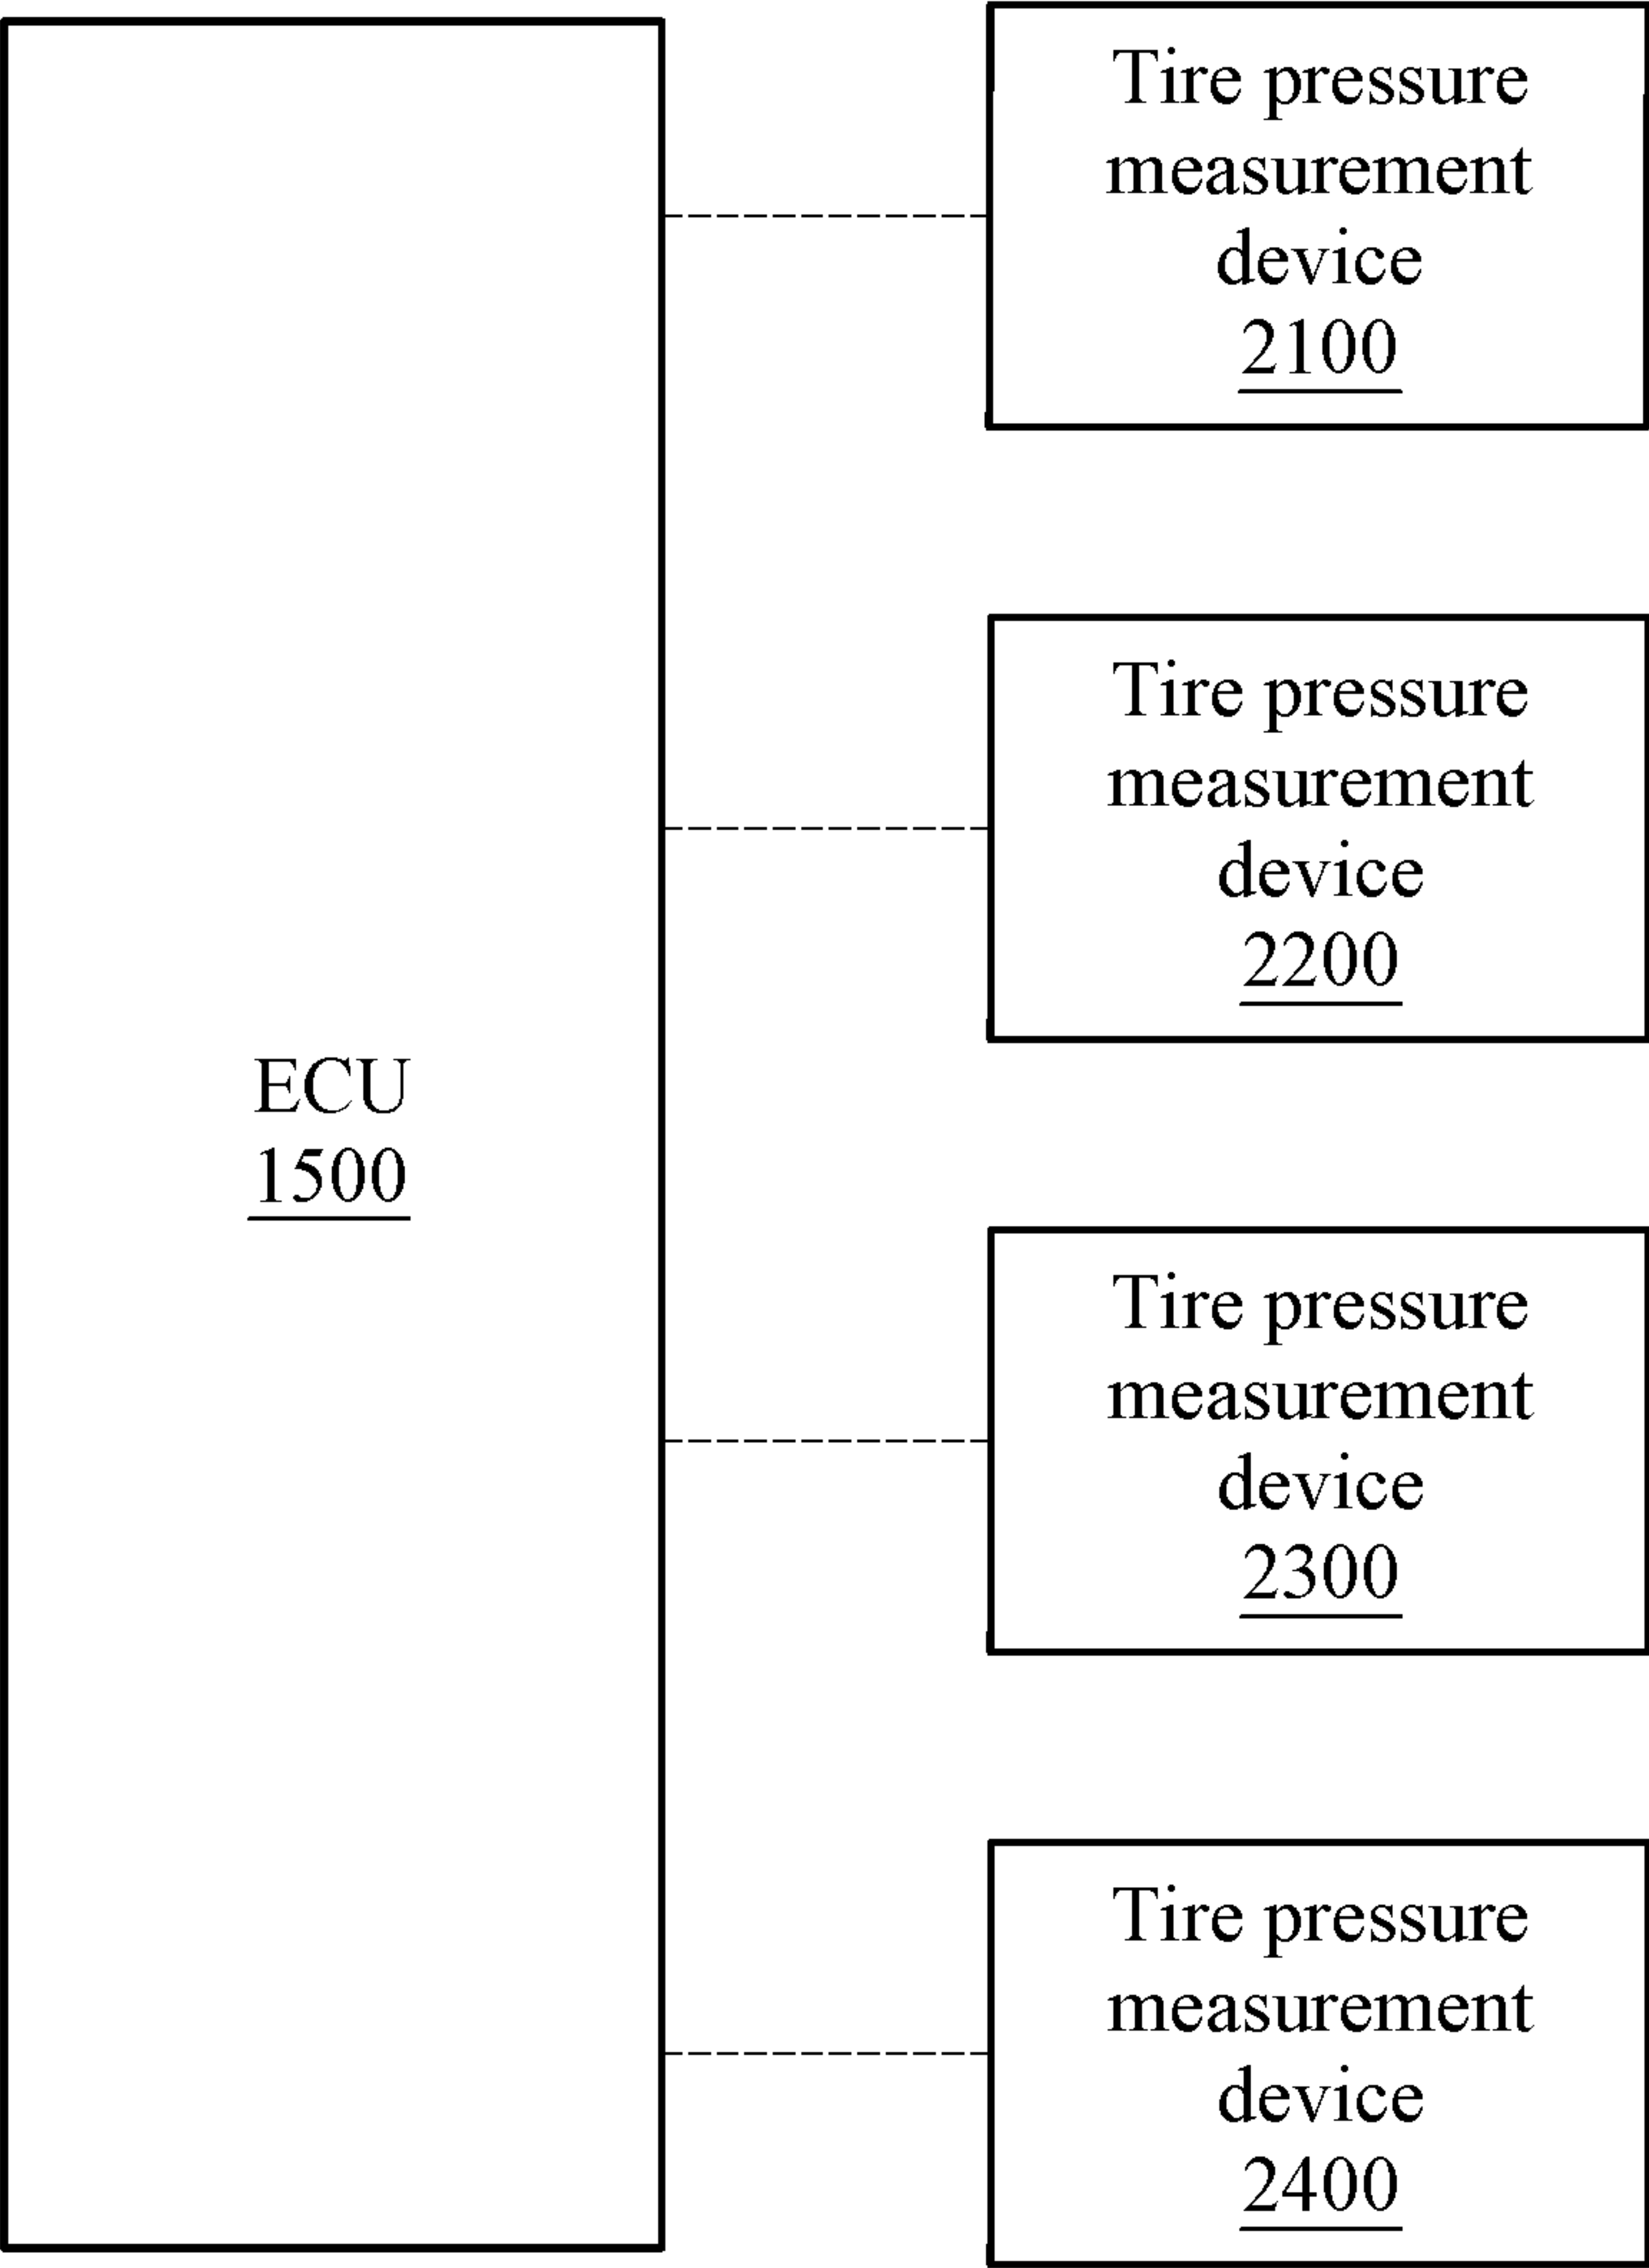 Tire pressure
measurement
device
2100
Tire pressure
measurement
device
2200
ECU
1500
Tire pressure
measurement
device
2300
Tire pressure
measurement
device
2400